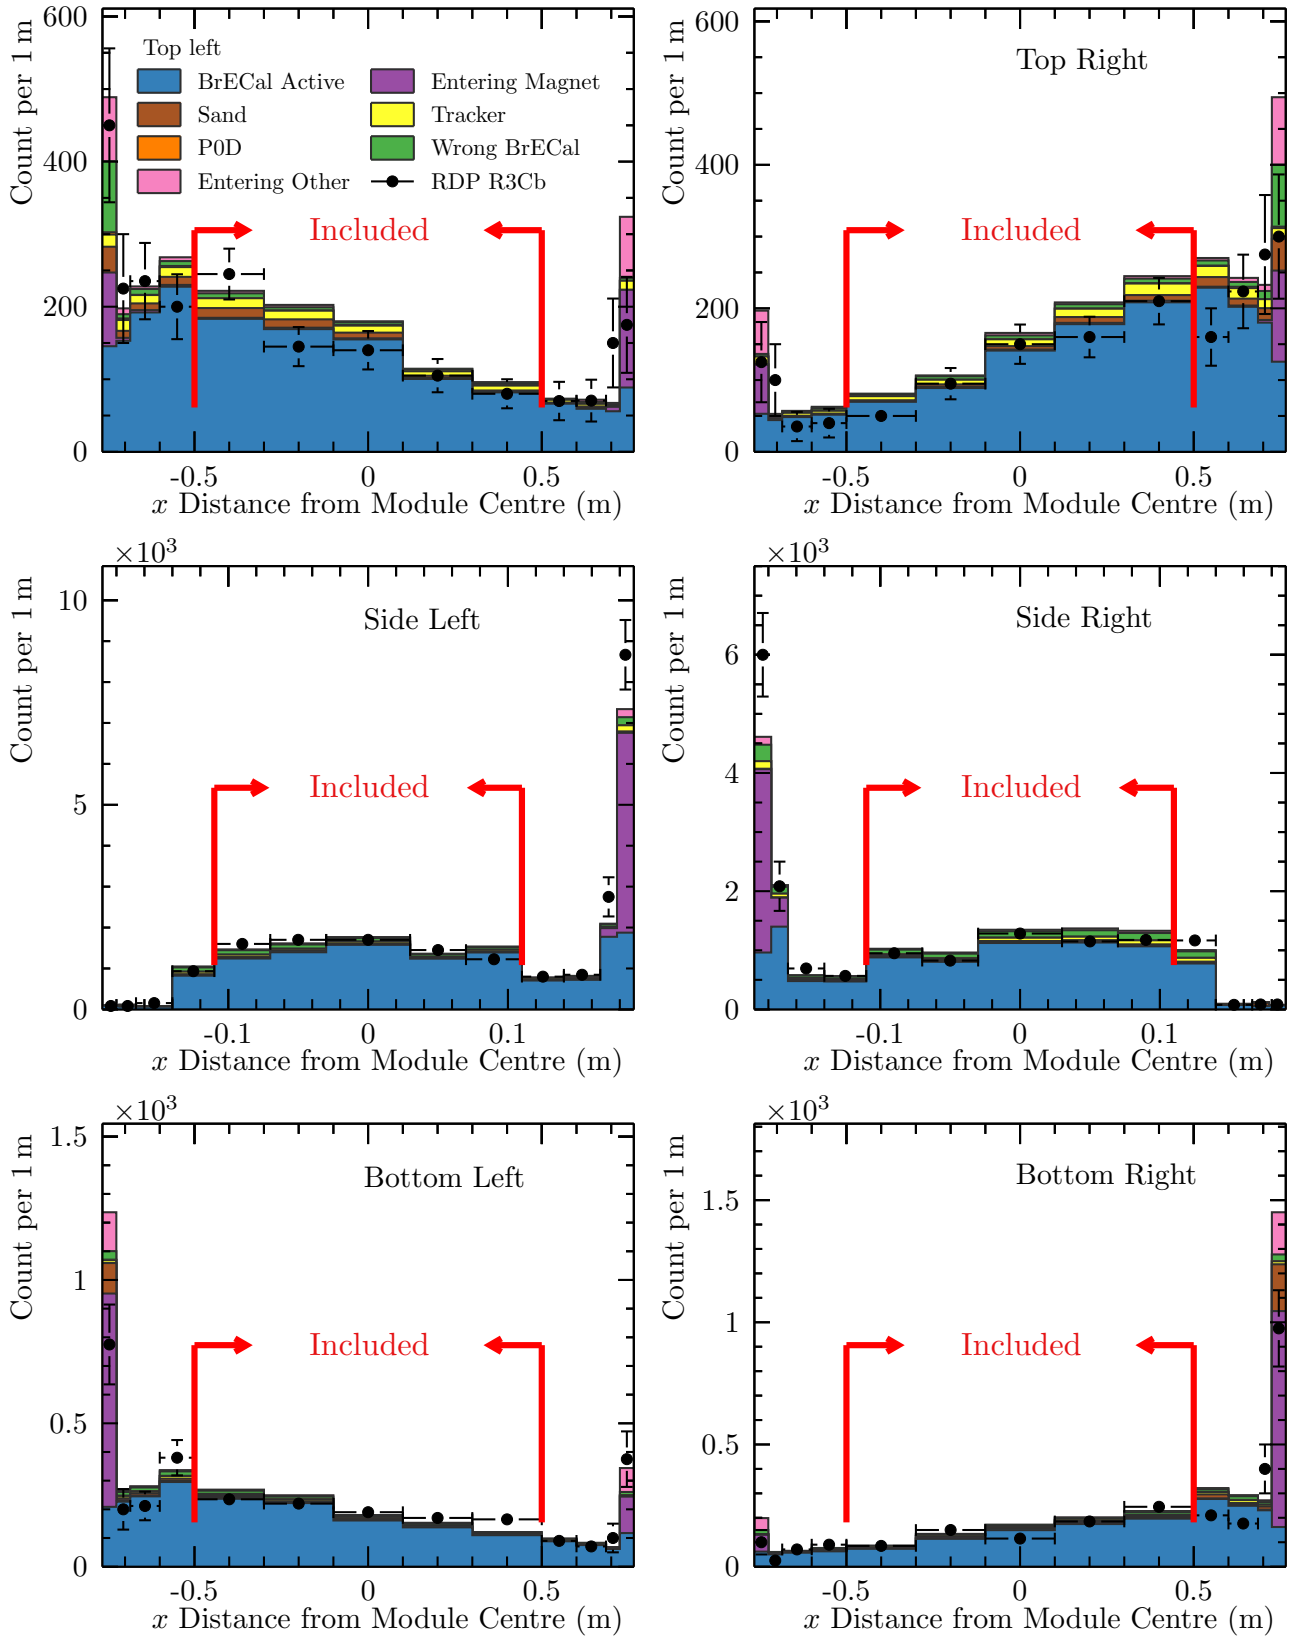 Top left
BrECal Active
Entering Magnet
Sand
Tracker
P0D
Wrong BrECal
Entering Other
RDP R3Cb
Included
Count per 1 m
600
400
200
0
-0.5
0
0.5
x Distance from Module Centre (m)
Top Right
Included
Count per 1 m
600
400
200
0
-0.5
0
0.5
x Distance from Module Centre (m)
×10³
Side Left
Included
Count per 1 m
10
5
0
-0.1
0
0.1
x Distance from Module Centre (m)
×10³
Side Right
Included
Count per 1 m
6
4
2
0
-0.1
0
0.1
x Distance from Module Centre (m)
×10³
Bottom Left
Included
Count per 1 m
1.5
1
0.5
0
-0.5
0
0.5
x Distance from Module Centre (m)
×10³
Bottom Right
Included
Count per 1 m
1.5
1
0.5
0
-0.5
0
0.5
x Distance from Module Centre (m)